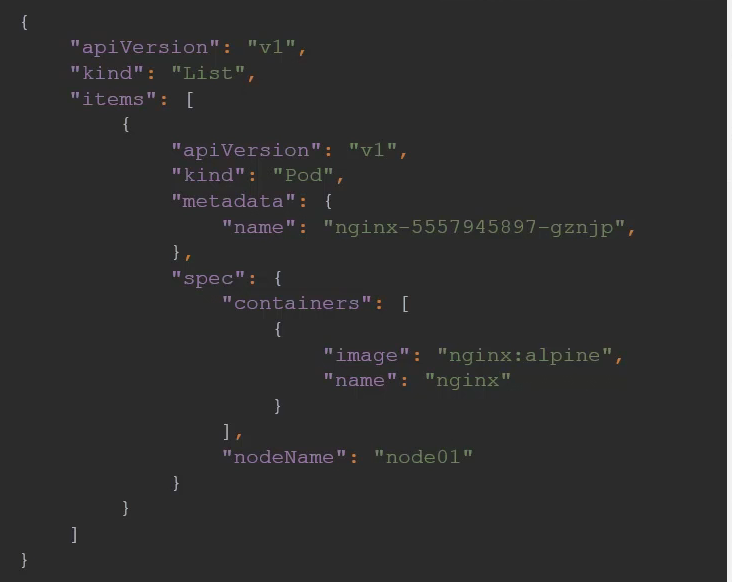 {
    "apiVersion": "v1",
    "kind": "List",
    "items": [
        {
            "apiVersion": "v1",
            "kind": "Pod",
            "metadata": {
                "name": "nginx-5557945897-gznjp",
            },
            "spec": {
                "containers": [
                    {
                        "image": "nginx:alpine",
                        "name": "nginx"
                    }
                ],
                "nodeName": "node01"
            }
        }
    ]
}